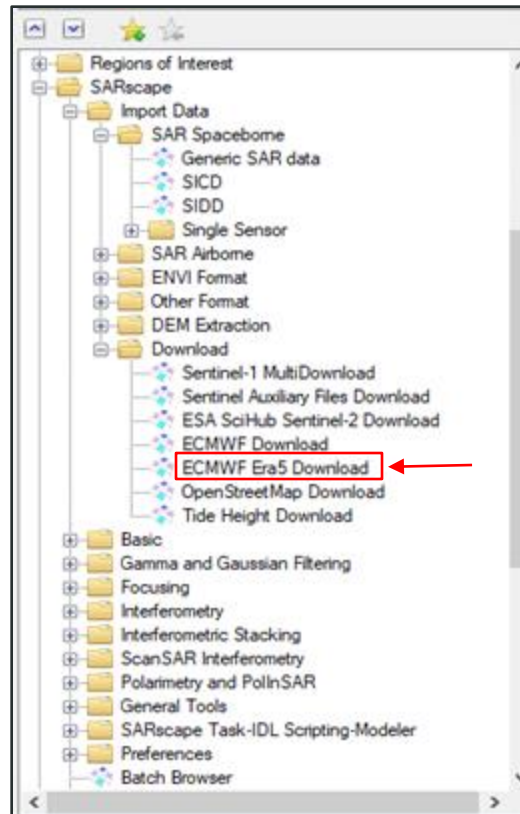 Regions of Interest
SARscape
Import Data
SAR Spaceborne
Generic SAR data
SICD
SIDD
Single Sensor
SAR Airborne
ENVI Format
Other Format
DEM Extraction
Download
Sentinel-1 MultiDownload
Sentinel Auxiliary Files Download
ESA SciHub Sentinel-2 Download
ECMWF Download
ECMWF Era5 Download
OpenStreetMap Download
Tide Height Download
Basic
Gamma and Gaussian Filtering
Focusing
Interferometry
Interferometric Stacking
ScanSAR Interferometry
Polarimetry and PolInSAR
General Tools
SARscape Task-IDL Scripting-Modeler
Preferences
Batch Browser